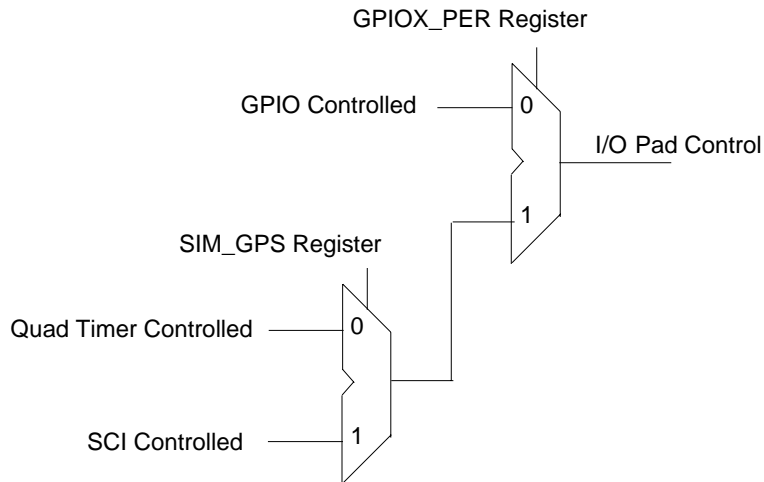 GPIOX_PER Register
GPIO Controlled
0
I/O Pad Control
1
SIM_GPS Register
Quad Timer Controlled
0
SCI Controlled
1